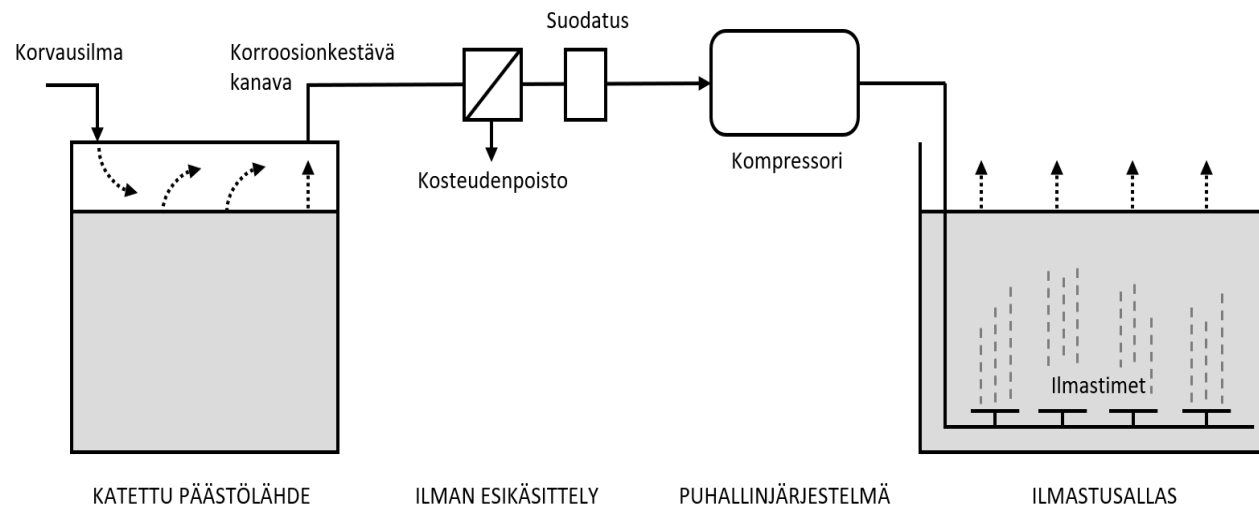 Suodatus
Korvausilma
Korroosionkestävä
kanava
Kompressori
Kosteudenpoisto
Ilmastimet
KATETTU PÄÄSTÖLÄHDE
ILMAN ESIKÄSITTELY
PUHALLINJÄRJESTELMÄ
ILMASTUSALLAS